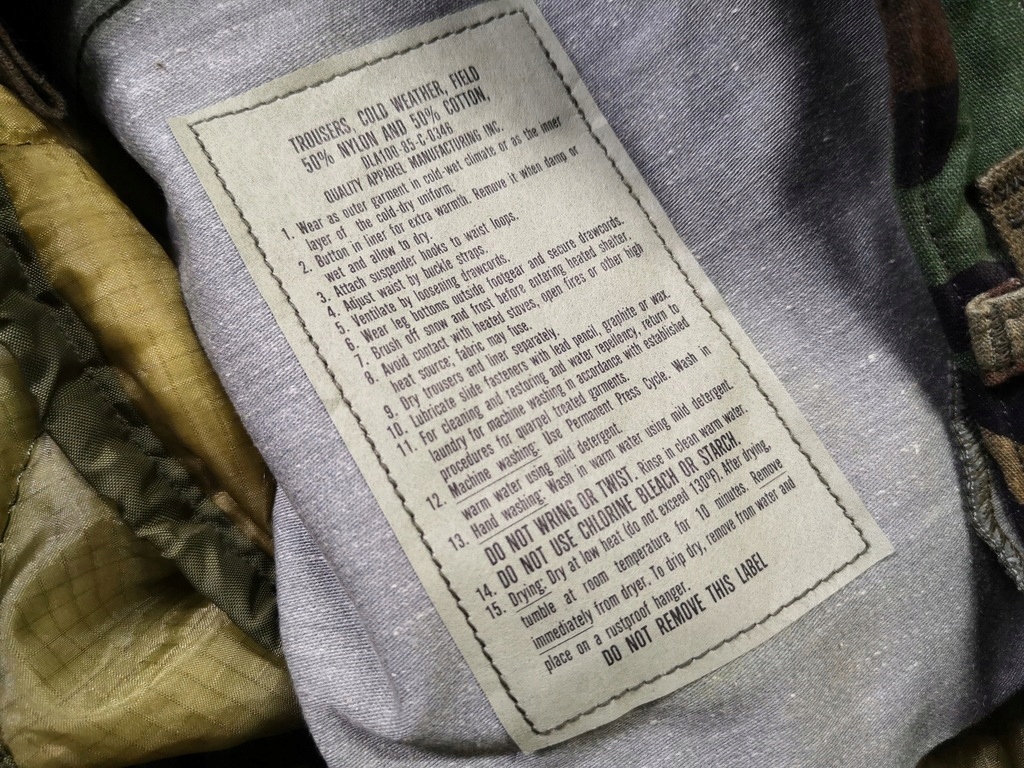 TROUSERS, COLD WEATHER, FIELD
50% NYLON AND 50% COTTON,
DLA100-85-C-0346
QUALITY APPAREL MANUFACTURING INC.
1. Wear as outer garment in cold-wet climate or as the inner
layer of the cold-dry uniform.
2. Button in liner for extra warmth. Remove it when damp or
wet and allow to dry.
3. Attach suspender hooks to waist loops.
4. Adjust waist by buckle straps.
5. Ventilate by loosening drawcords.
6. Wear leg bottoms outside footgear and secure drawcords.
7. Brush off snow and frost before entering heated shelter.
8. Avoid contact with heated stoves, open fires or other high
heat source; fabric may fuse.
9. Dry trousers and liner separately.
10. Lubricate slide fasteners with lead pencil, graphite or wax.
11. For cleaning and restoring and water repellency, return to
laundry for machine washing in accordance with established
procedures for quarpel treated garments.
12. Machine washing: Use Permanent Press Cycle. Wash in
warm water using mild detergent.
13. Hand washing: Wash in warm water using mild detergent.
DO NOT WRING OR TWIST. Rinse in clean warm water.
14. DO NOT USE CHLORINE BLEACH OR STARCH.
15. Drying: Dry at low heat (do not exceed 130°F). After drying,
tumble at room temperature for 10 minutes. Remove
immediately from dryer. To drip dry, remove from water and
place on a rustproof hanger.
DO NOT REMOVE THIS LABEL